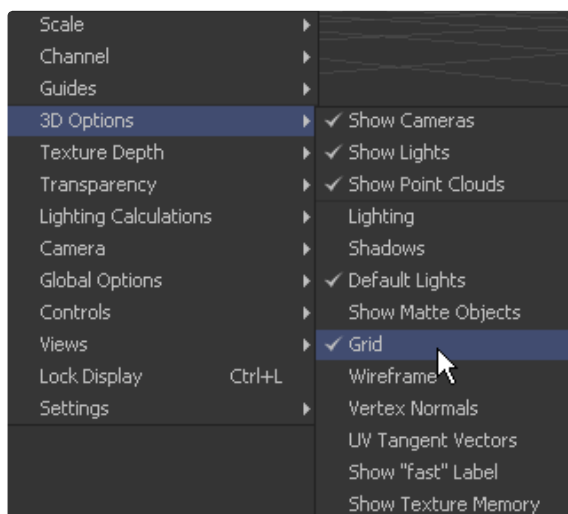 Scale
Channel
Guides
3D Options
Texture Depth
Transparency
Lighting Calculations
Camera
Global Options
Controls
Views
Lock Display Ctrl+L
Settings
Show Cameras
Show Lights
Show Point Clouds
Lighting
Shadows
Default Lights
Show Matte Objects
Grid
Wireframe
Vertex Normals
UV Tangent Vectors
Show "fast" Label
Show Texture Memory